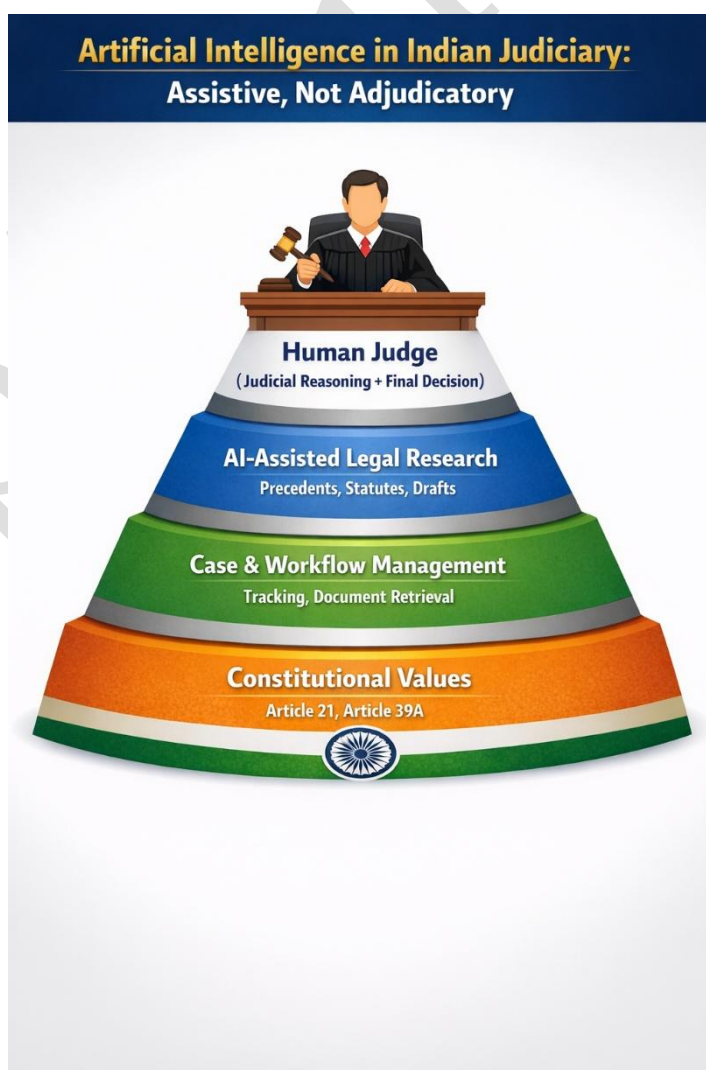 Artificial Intelligence in Indian Judiciary:
Assistive, Not Adjudicatory
Human Judge
(Judicial Reasoning + Final Decision)
AI-Assisted Legal Research
Precedents, Statutes, Drafts
Case & Workflow Management
Tracking, Document Retrieval
Constitutional Values
Article 21, Article 39A